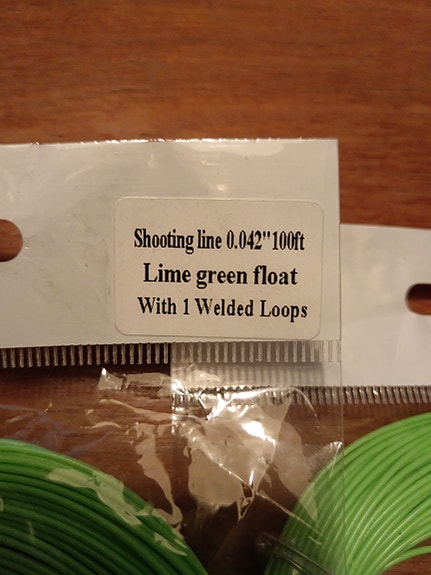 Shooting line 0.042"100ft
Lime green float
With 1 Welded Loops